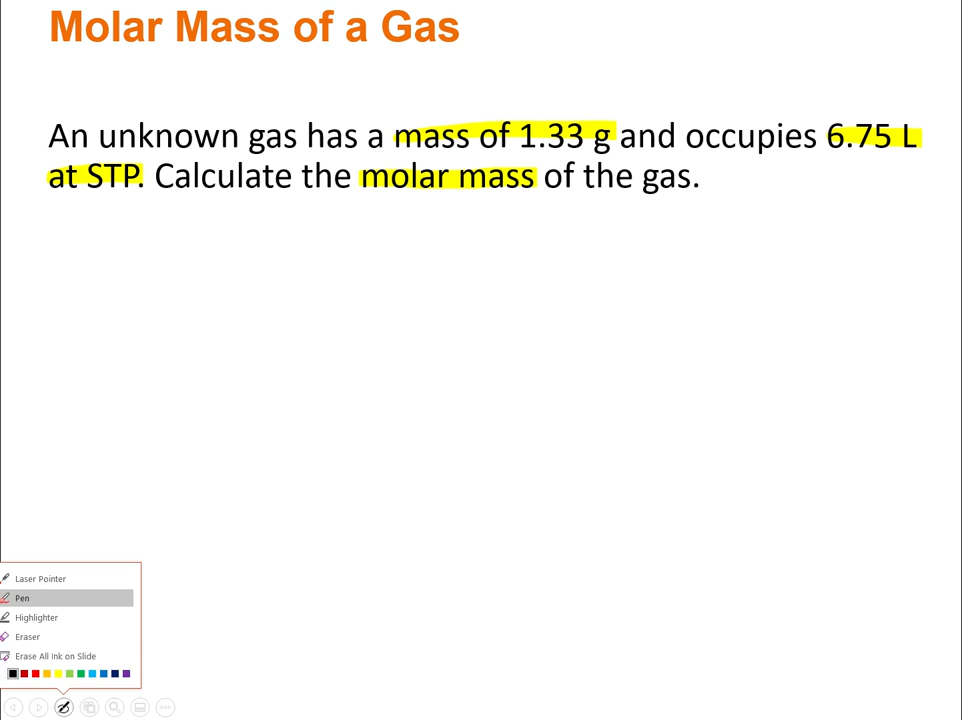 Molar Mass of a Gas
An unknown gas has a mass of 1.33 g and occupies 6.75 L
at STP. Calculate the molar mass of the gas.
Laser Pointer
Pen
Highlighter
Eraser
Erase All Ink on Slide